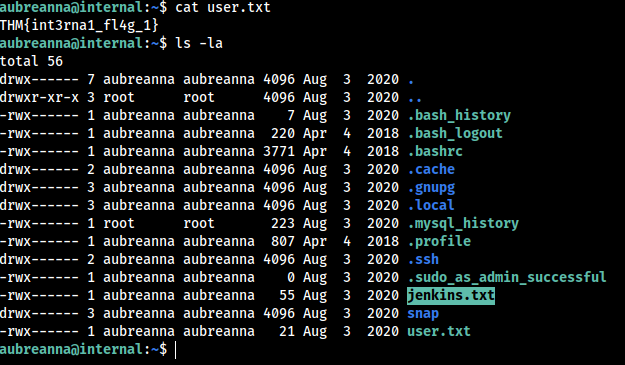 aubreanna@internal:~$ cat user.txt
THM{int3rna1_fl4g_1}
aubreanna@internal:~$ ls -la
total 56
drwx------ 7 aubreanna aubreanna 4096 Aug  3  2020 .
drwxr-xr-x 3 root      root      4096 Aug  3  2020 ..
-rwx------ 1 aubreanna aubreanna    7 Aug  3  2020 .bash_history
-rwx------ 1 aubreanna aubreanna  220 Apr  4  2018 .bash_logout
-rwx------ 1 aubreanna aubreanna 3771 Apr  4  2018 .bashrc
drwx------ 2 aubreanna aubreanna 4096 Aug  3  2020 .cache
drwx------ 3 aubreanna aubreanna 4096 Aug  3  2020 .gnupg
drwx------ 3 aubreanna aubreanna 4096 Aug  3  2020 .local
-rwx------ 1 root      root       223 Aug  3  2020 .mysql_history
-rwx------ 1 aubreanna aubreanna  807 Apr  4  2018 .profile
drwx------ 2 aubreanna aubreanna 4096 Aug  3  2020 .ssh
-rwx------ 1 aubreanna aubreanna    0 Aug  3  2020 .sudo_as_admin_successful
-rwx------ 1 aubreanna aubreanna   55 Aug  3  2020 jenkins.txt
drwx------ 3 aubreanna aubreanna 4096 Aug  3  2020 snap
-rwx------ 1 aubreanna aubreanna   21 Aug  3  2020 user.txt
aubreanna@internal:~$